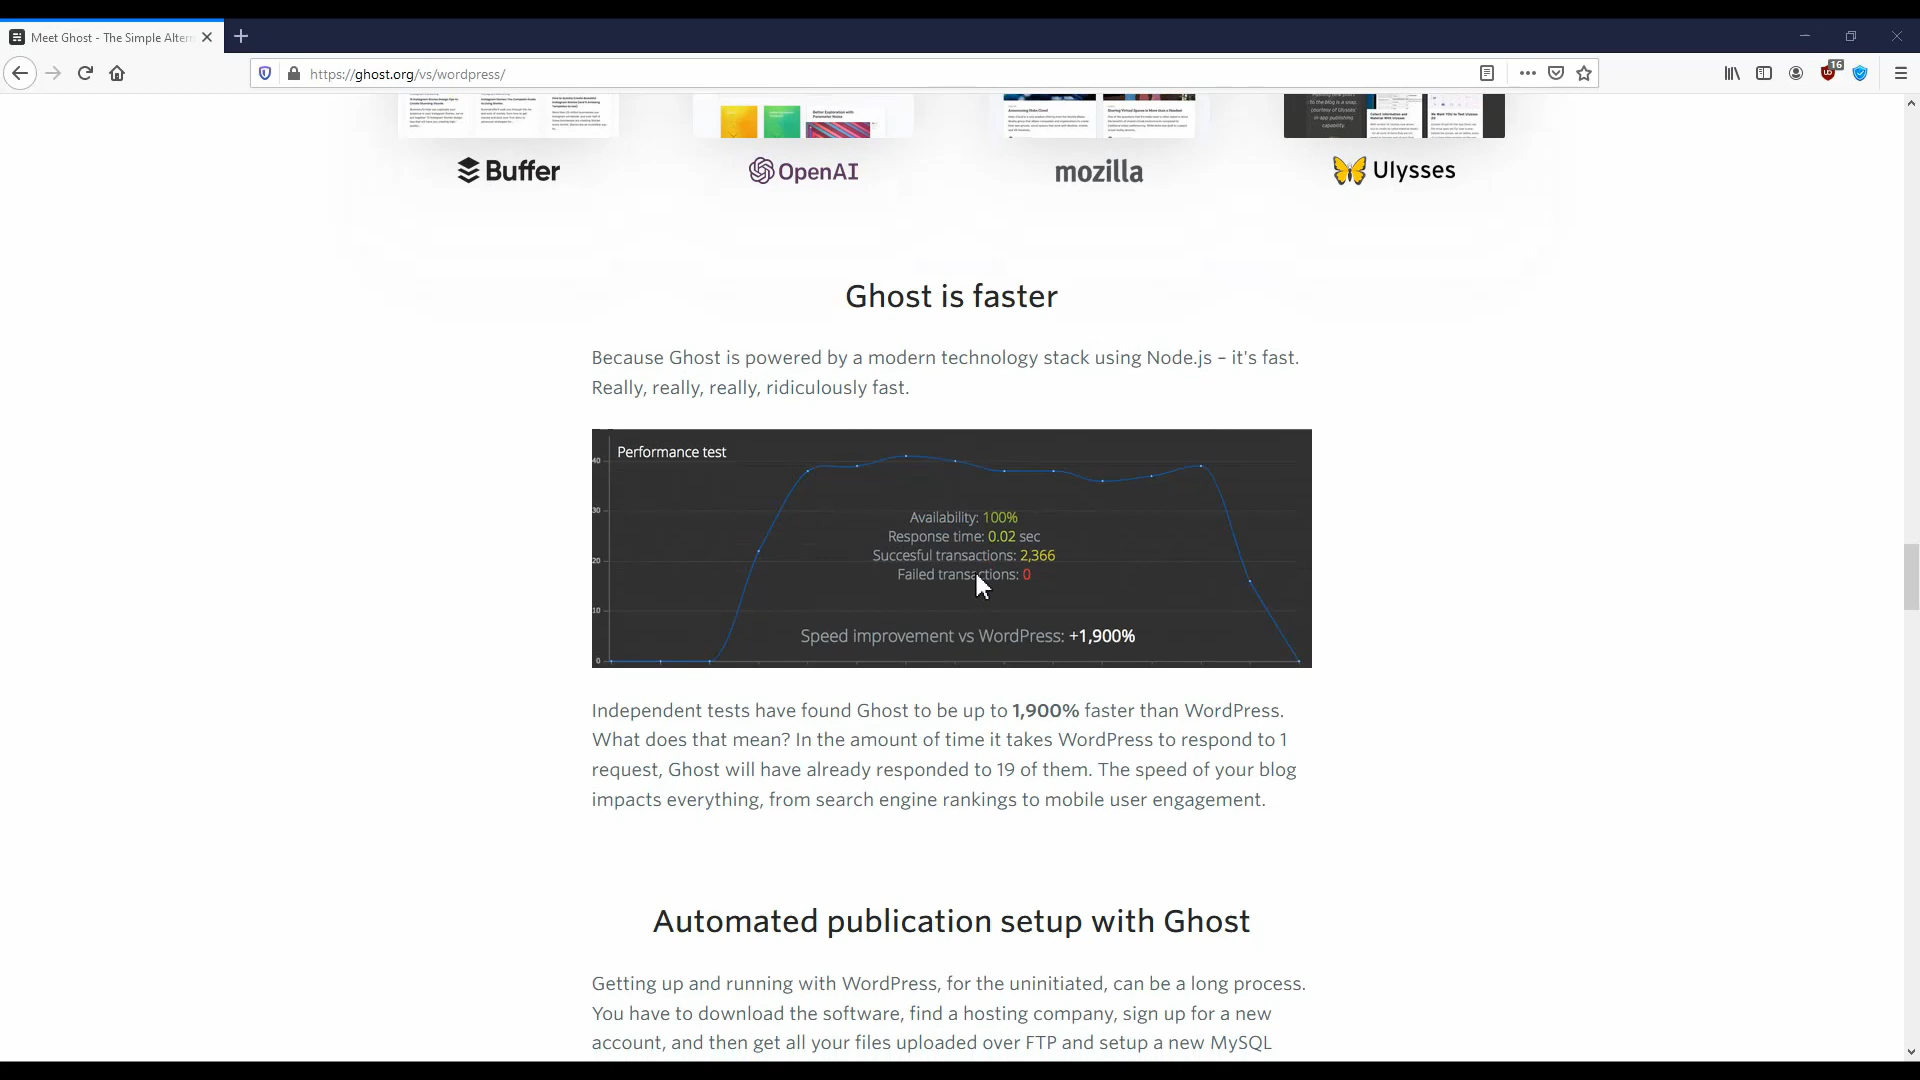 Meet Ghost - The Simple Altern
https://ghost.org/vs/wordpress/
16
Better Explanation with
Buffer
OpenAI
mozilla
Ulysses
Ghost is faster
Because Ghost is powered by a modern technology stack using Node.js – it's fast.
Really, really, really, ridiculously fast.
Performance test
40
30
20
10
0
Availability: 100%
Response time: 0.02 sec
Succesful transactions: 2,366
Failed transactions: 0
Speed improvement vs WordPress: +1,900%
Independent tests have found Ghost to be up to 1,900% faster than WordPress.
What does that mean? In the amount of time it takes WordPress to respond to 1
request, Ghost will have already responded to 19 of them. The speed of your blog
impacts everything, from search engine rankings to mobile user engagement.
Automated publication setup with Ghost
Getting up and running with WordPress, for the uninitiated, can be a long process.
You have to download the software, find a hosting company, sign up for a new
account, and then get all your files uploaded over FTP and setup a new MySQL